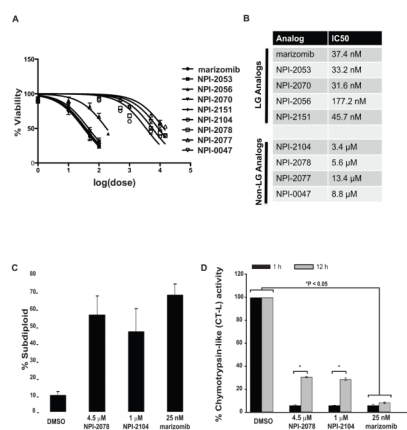 A
150
100
50
0
% Viability
0 1 2 3 4 5
log(dose)
marizomib
NPI-2053
NPI-2056
NPI-2070
NPI-2151
NPI-2104
NPI-2078
NPI-2077
NPI-0047
B
Analog IC50
LG Analogs
marizomib 37.4 nM
NPI-2053 33.2 nM
NPI-2070 31.6 nM
NPI-2056 177.2 nM
NPI-2151 45.7 nM
Non-LG Analogs
NPI-2104 3.4 µM
NPI-2078 5.6 µM
NPI-2077 13.4 µM
NPI-0047 8.8 µM
C
% Subdiploid
80
70
60
50
40
30
20
10
0
DMSO 4.5 µM NPI-2078 1 µM NPI-2104 25 nM marizomib
D
1 h 12 h
*P < 0.05
% Chymotrypsin-like (CT-L) activity
120
100
80
60
40
20
0
* *
DMSO 4.5 µM NPI-2078 1 µM NPI-2104 25 nM marizomib